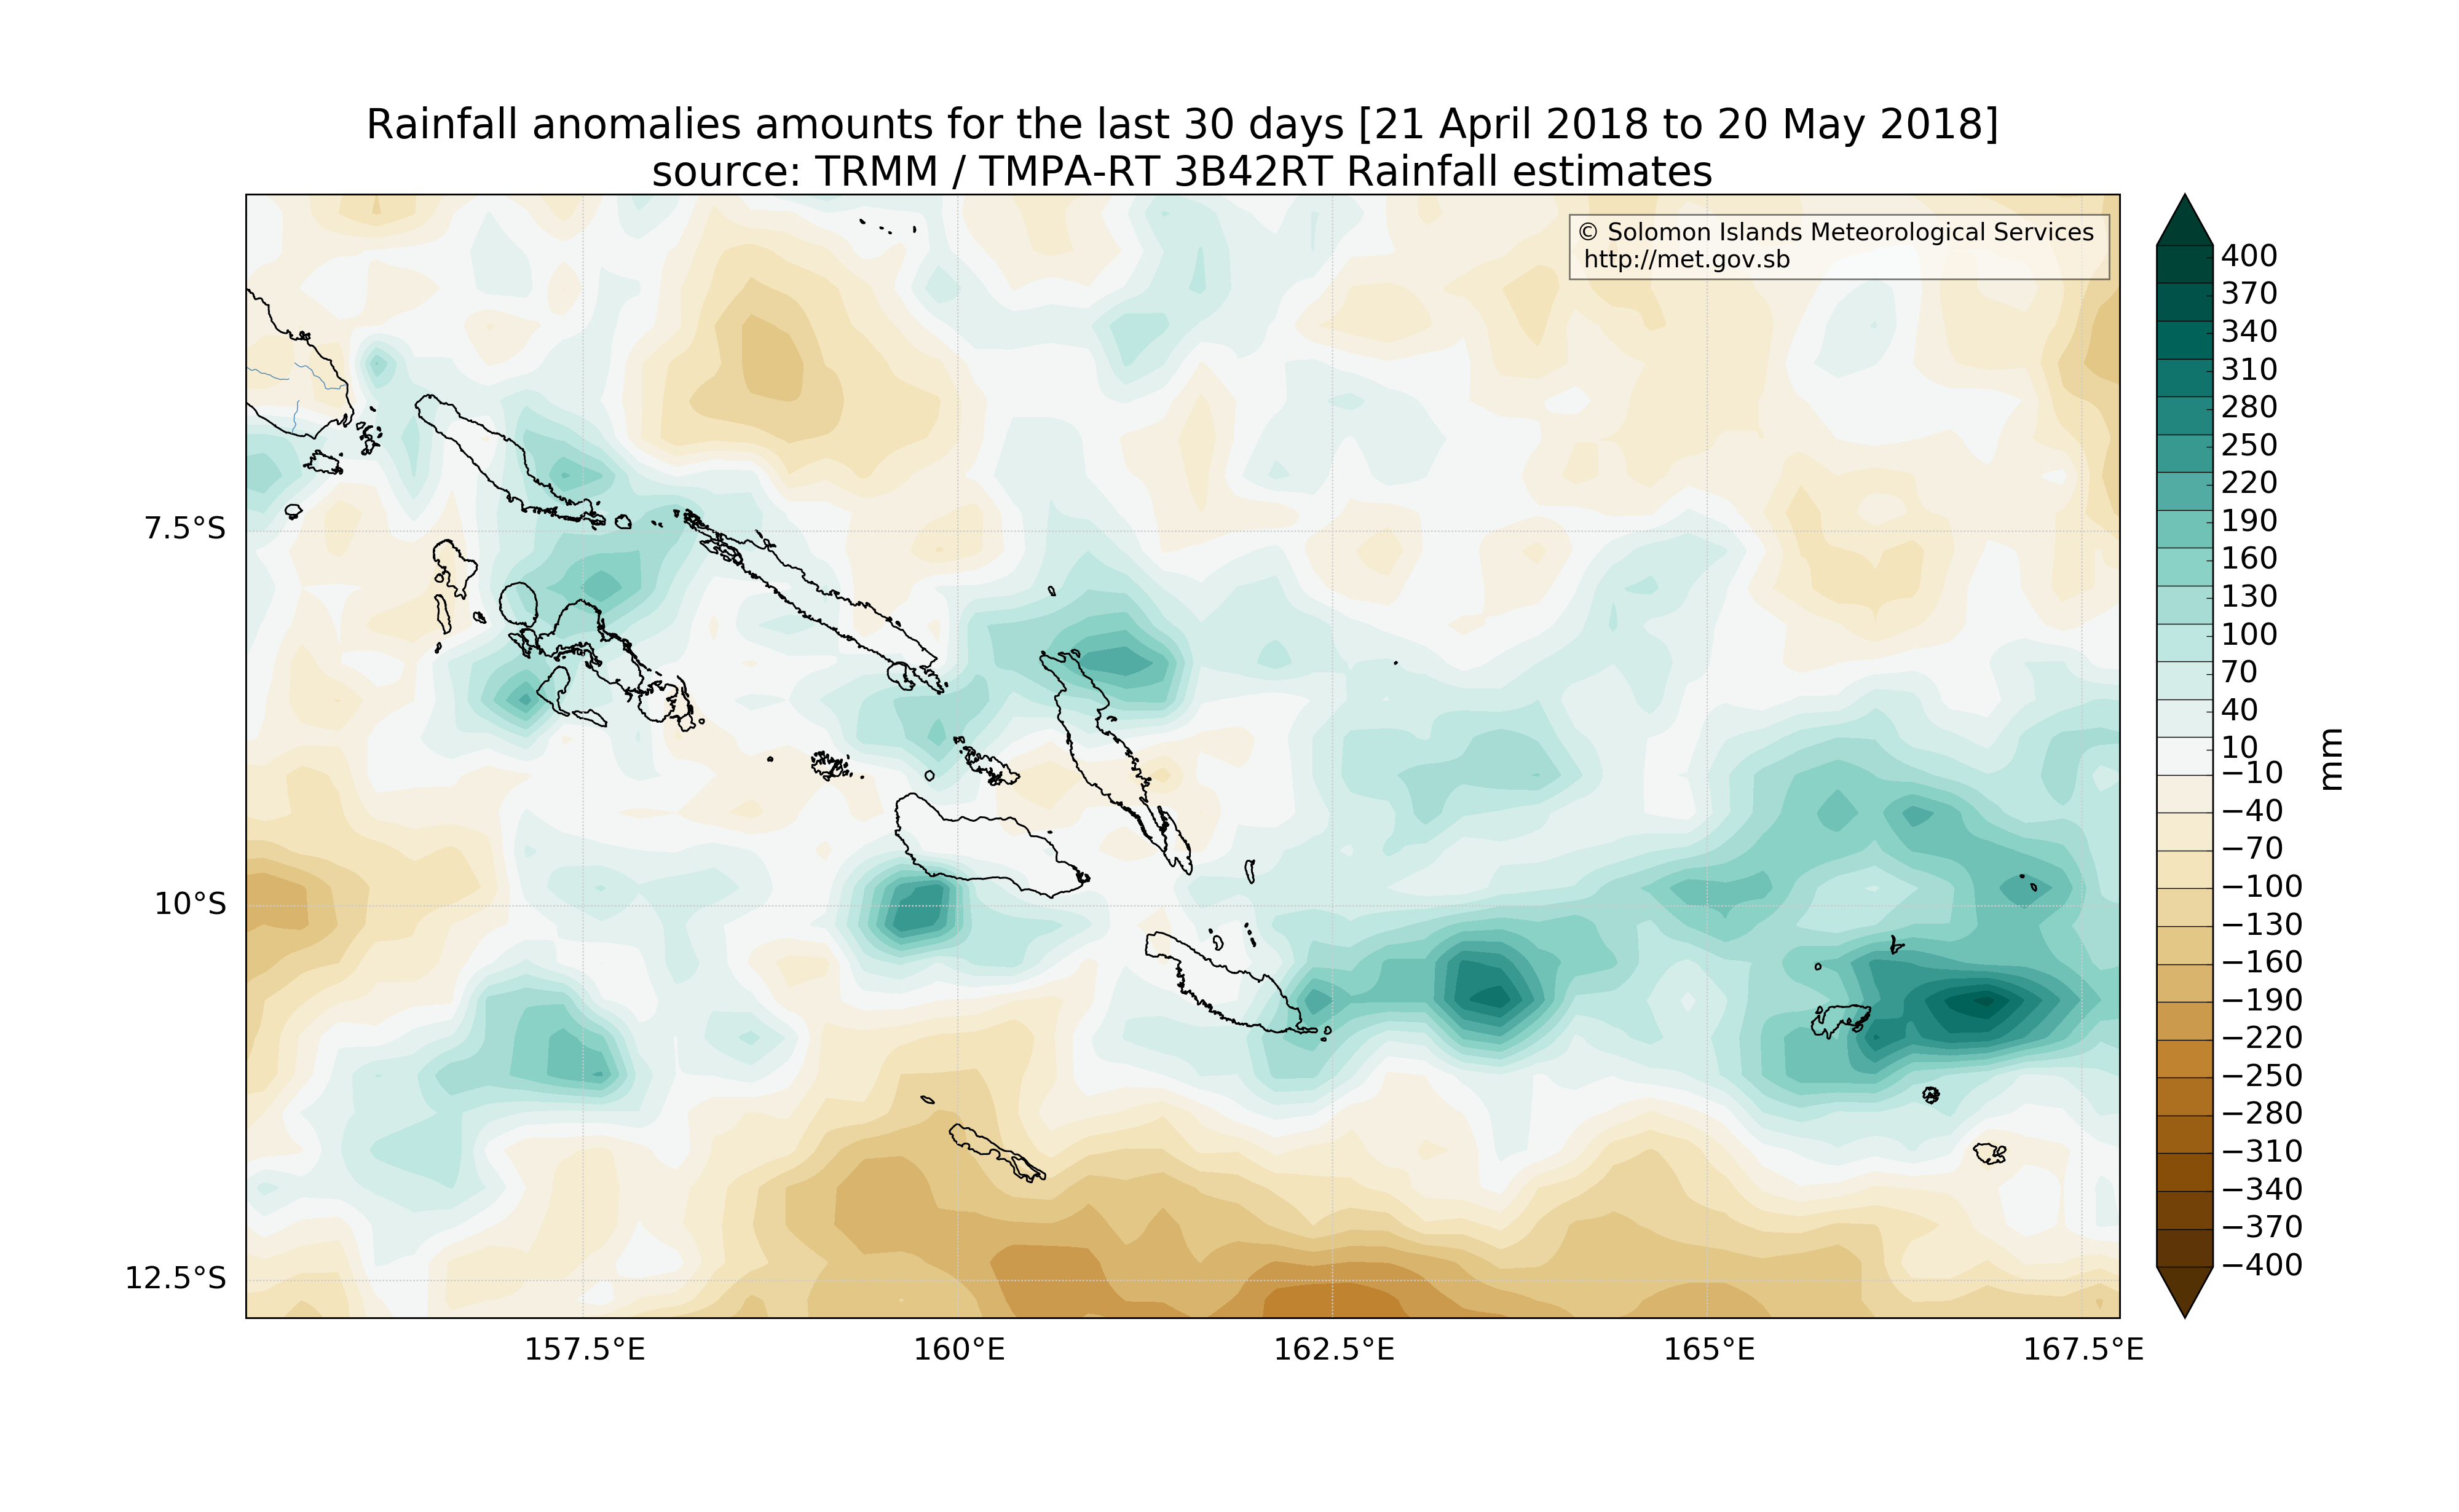 Rainfall anomalies amounts for the last 30 days [21 April 2018 to 20 May 2018]
source: TRMM / TMPA-RT 3B42RT Rainfall estimates
© Solomon Islands Meteorological Services
http://met.gov.sb
7.5°S
10°S
12.5°S
157.5°E
160°E
162.5°E
165°E
167.5°E
400
370
340
310
280
250
220
190
160
130
100
70
40
10
−10
−40
−70
−100
−130
−160
−190
−220
−250
−280
−310
−340
−370
−400
mm